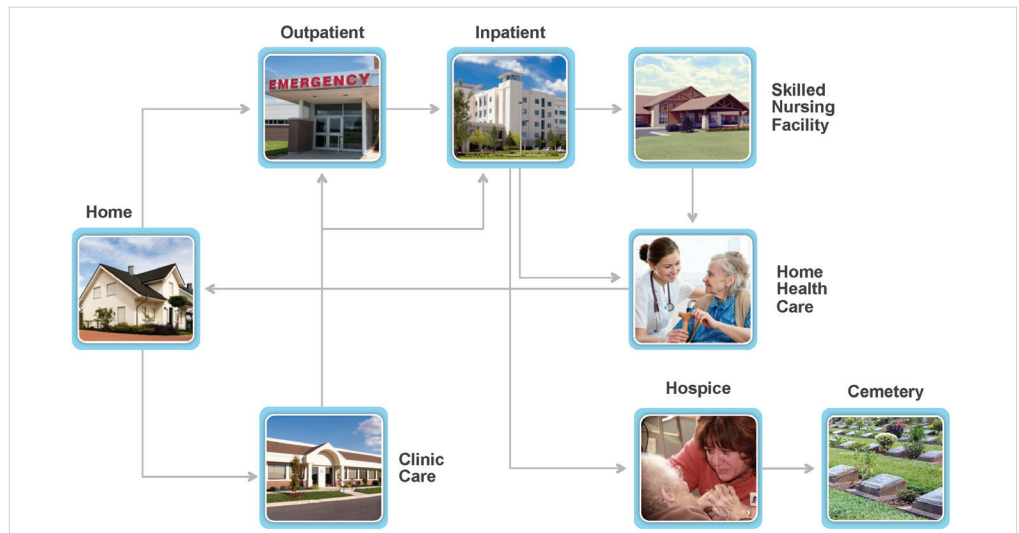 Outpatient
Inpatient
EMERGENCY
Skilled
Nursing
Facility
Home
Home
Health
Care
Hospice
Cemetery
Clinic
Care